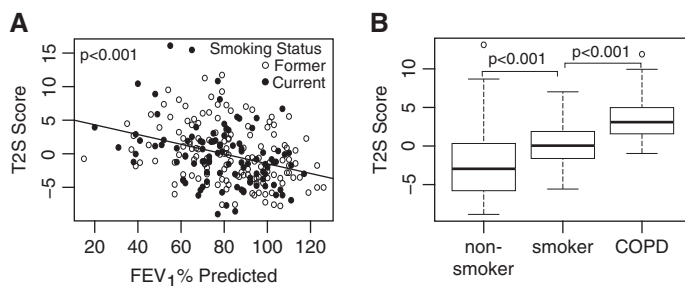 A
p<0.001
Smoking Status
Former
Current
T2S Score
15
10
5
0
−5
20 40 60 80 100 120
FEV1% Predicted
B
p<0.001
p<0.001
T2S Score
10
5
0
−5
non-
smoker
smoker
COPD